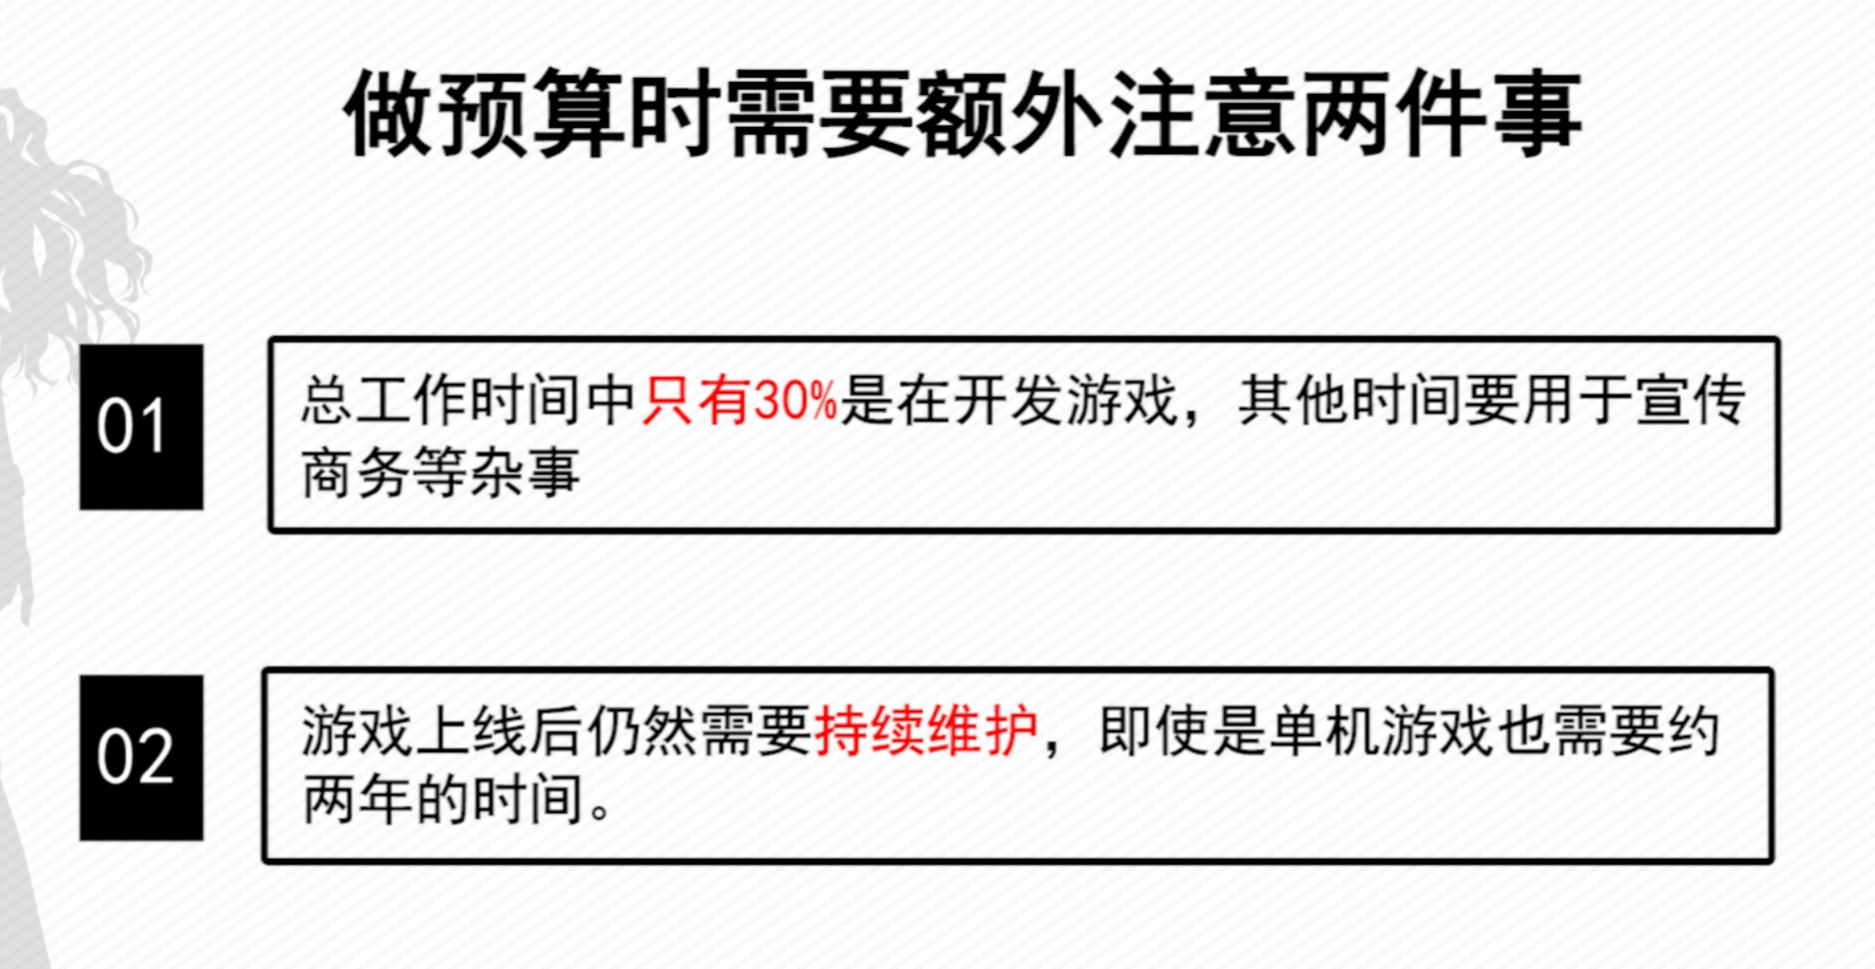 做预算时需要额外注意两件事
01
总工作时间中只有30%是在开发游戏，其他时间要用于宣传
商务等杂事
02
游戏上线后仍然需要持续维护，即使是单机游戏也需要约
两年的时间。